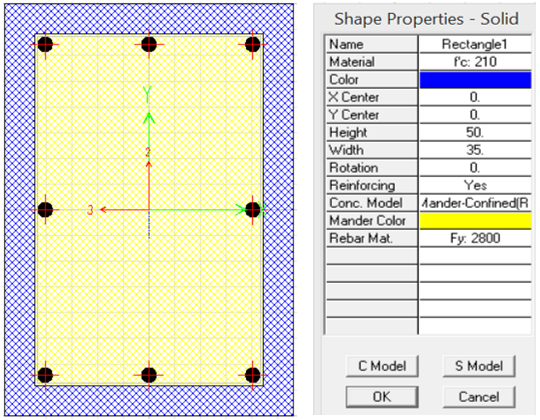 Shape Properties - Solid
Name Rectangle1
Material f'c: 210
Color
X Center 0.
Y Center 0.
Height 50.
Width 35.
Rotation 0.
Reinforcing Yes
Conc. Model Mander-Confined(R
Mander Color
Rebar Mat. Fy: 2800
C Model S Model
OK Cancel
Y
2
3